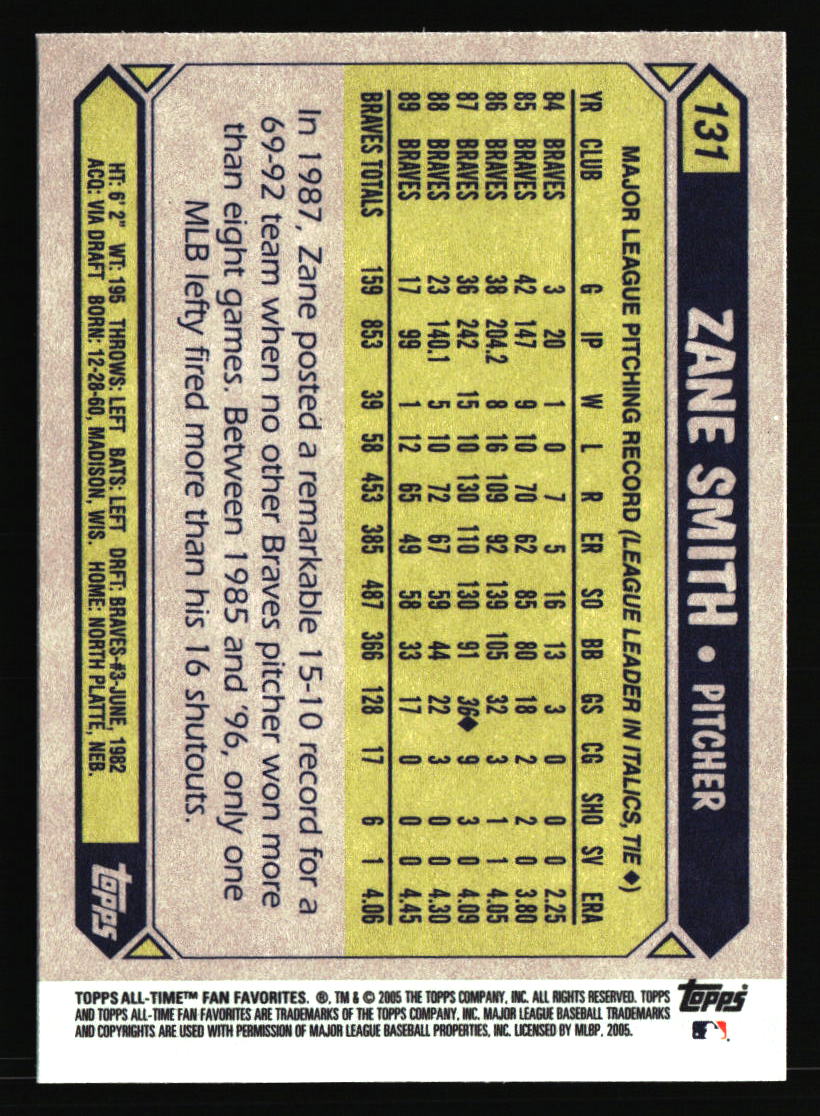 131 ZANE SMITH • PITCHER
MAJOR LEAGUE PITCHING RECORD (LEAGUE LEADER IN ITALICS, TIE ♦)
YR CLUB G IP W L R ER SO BB GS CG SHO SV ERA
84 BRAVES 3 20 1 0 7 5 16 13 3 0 0 0 2.25
85 BRAVES 42 147 9 10 70 62 85 80 18 2 2 0 3.80
86 BRAVES 38 204.2 8 16 109 92 139 105 32 3 1 1 4.05
87 BRAVES 36 242 15 10 130 110 130 91 36♦ 9 3 0 4.09
88 BRAVES 23 140.1 5 10 72 67 59 44 22 3 0 0 4.30
89 BRAVES 17 99 1 12 65 49 58 33 17 0 0 0 4.45
BRAVES TOTALS 159 853 39 58 453 385 487 366 128 17 6 1 4.06
In 1987, Zane posted a remarkable 15-10 record for a
69-92 team when no other Braves pitcher won more
than eight games. Between 1985 and '96, only one
MLB lefty fired more than his 16 shutouts.
HT: 6' 2" WT: 195 THROWS: LEFT BATS: LEFT DRFT: BRAVES-#3-JUNE, 1982
ACQ: VIA DRAFT BORN: 12-28-60, MADISON, WIS. HOME: NORTH PLATTE, NEB.
topps
TOPPS ALL-TIME™ FAN FAVORITES. ®, TM & © 2005 THE TOPPS COMPANY, INC. ALL RIGHTS RESERVED. TOPPS
AND TOPPS ALL-TIME FAN FAVORITES ARE TRADEMARKS OF THE TOPPS COMPANY, INC. MAJOR LEAGUE BASEBALL TRADEMARKS
AND COPYRIGHTS ARE USED WITH PERMISSION OF MAJOR LEAGUE BASEBALL PROPERTIES, INC. LICENSED BY MLBP, 2005.
topps